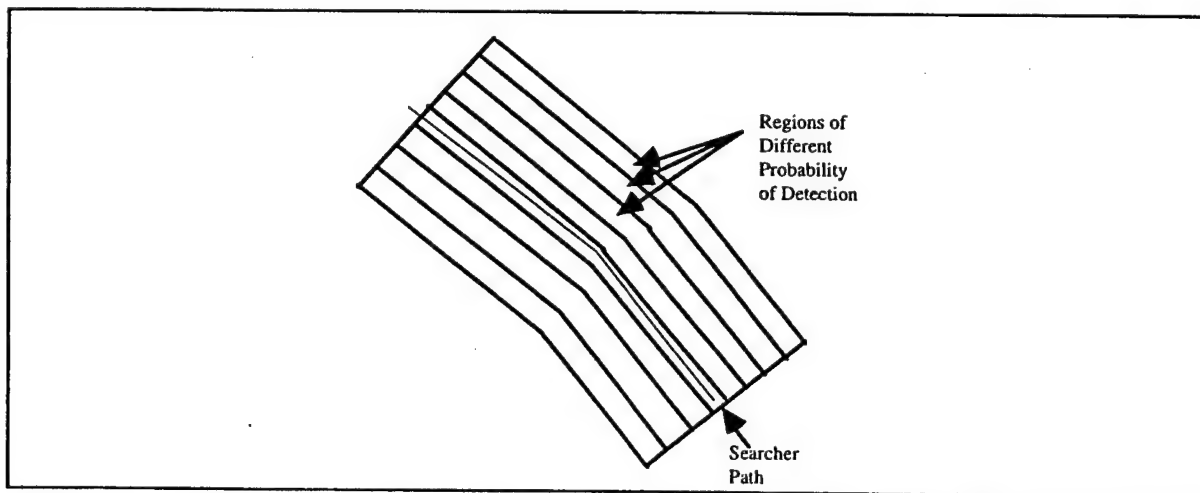 Regions of
Different
Probability
of Detection
Searcher
Path